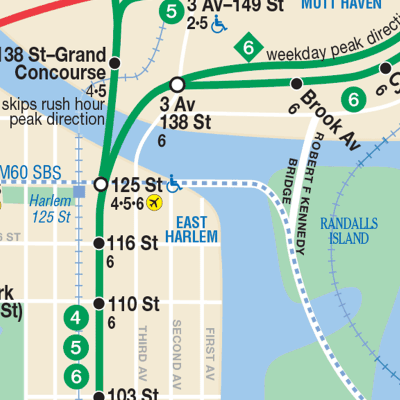 5
3 Av–149 St
2•5
MOTT HAVEN
6
weekday peak directi
138 St–Grand
Concourse
4•5
skips rush hour
peak direction
3 Av
138 St
6
6
Brook Av
6
6
M60 SBS
Harlem
125 St
125 St
4•5•6
EAST
HARLEM
ROBERT F KENNEDY
BRIDGE
RANDALLS
ISLAND
ST
116 St
6
110 St
6
rk
St)
4
5
6
THIRD AV
SECOND AV
FIRST AV
103 St